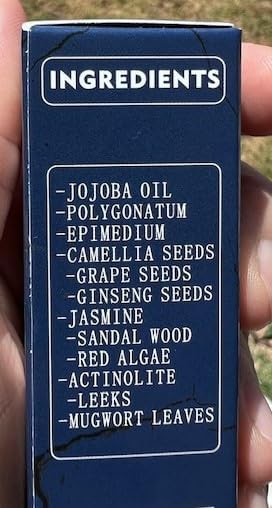 INGREDIENTS
-JOJOBA OIL
-POLYGONATUM
-EPIMEDIUM
-CAMELLIA SEEDS
-GRAPE SEEDS
-GINSENG SEEDS
-JASMINE
-SANDAL WOOD
-RED ALGAE
-ACTINOLITE
-LEEKS
-MUGWORT LEAVES